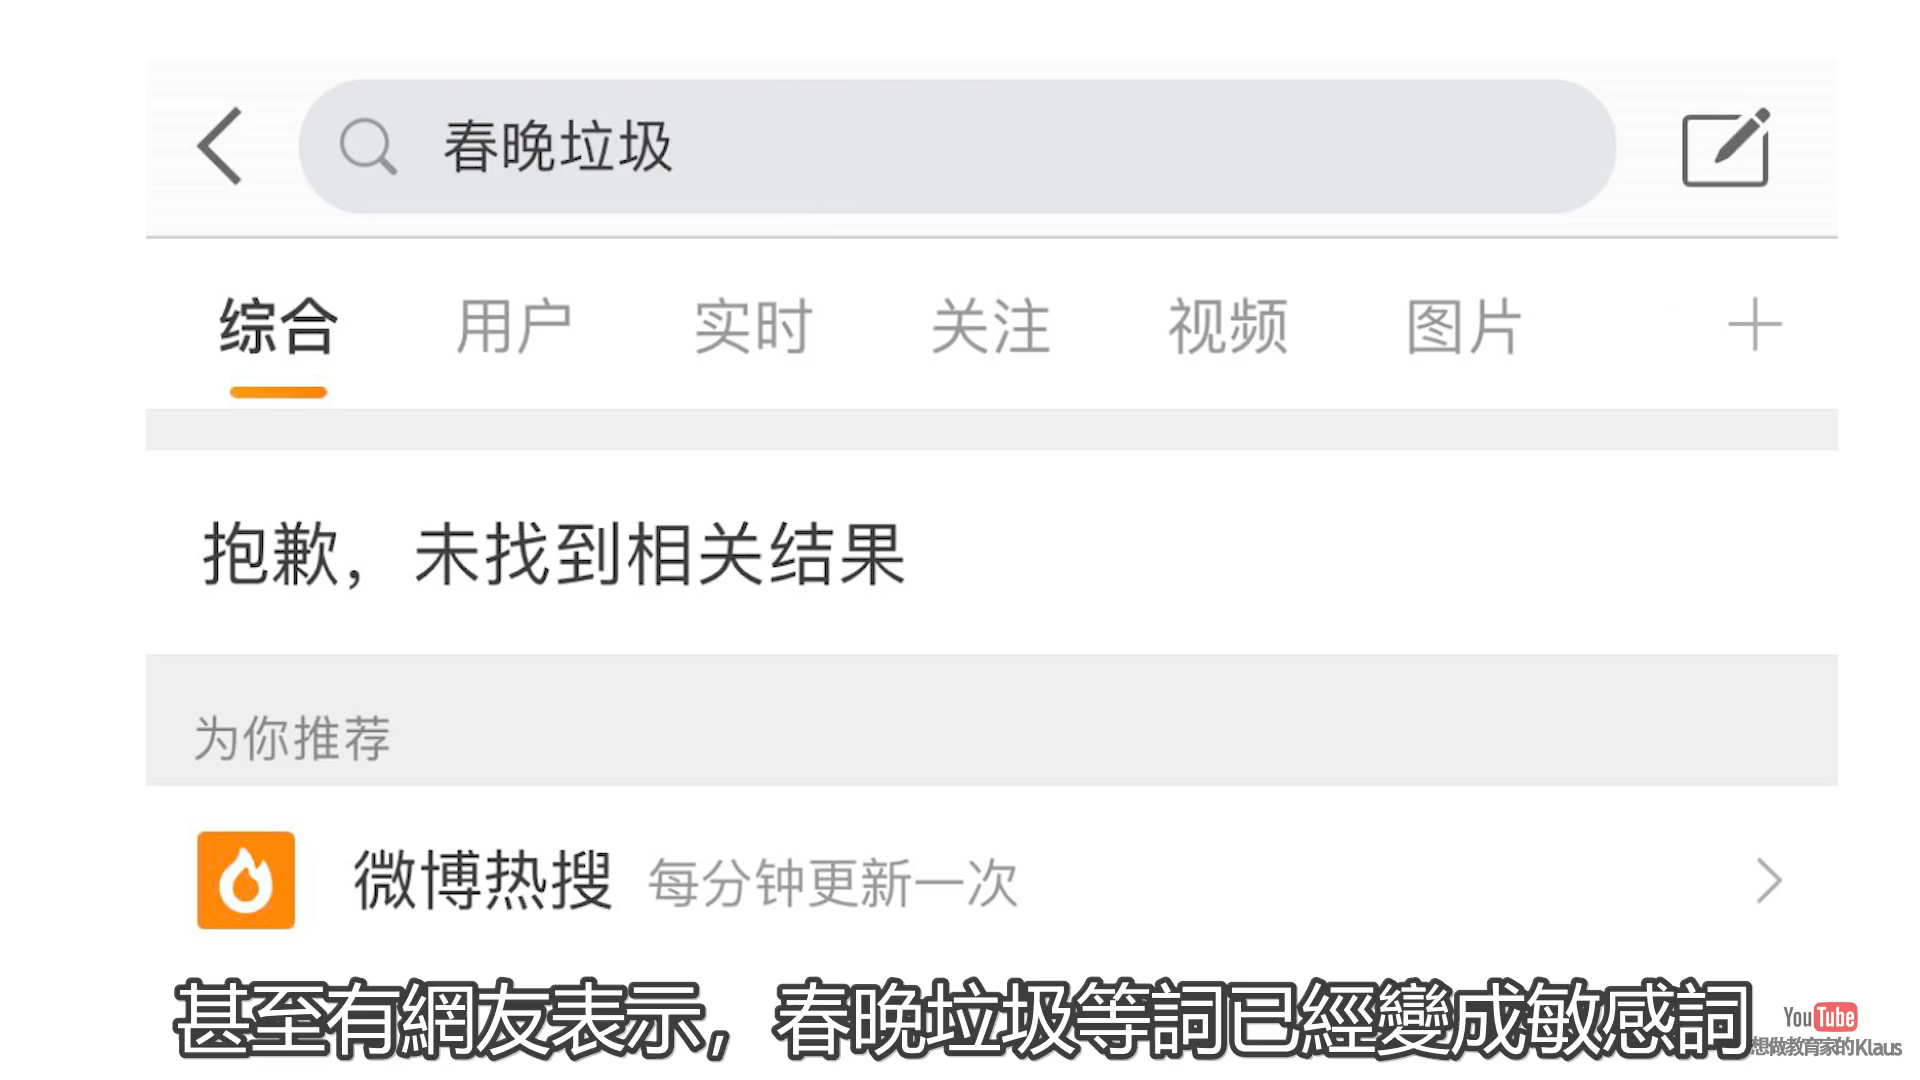 春晚垃圾
综合 用户 实时 关注 视频 图片
抱歉，未找到相关结果
为你推荐
微博热搜 每分钟更新一次
甚至有網友表示，春晚垃圾等詞已經變成敏感詞
YouTube
想做教育家的Klaus